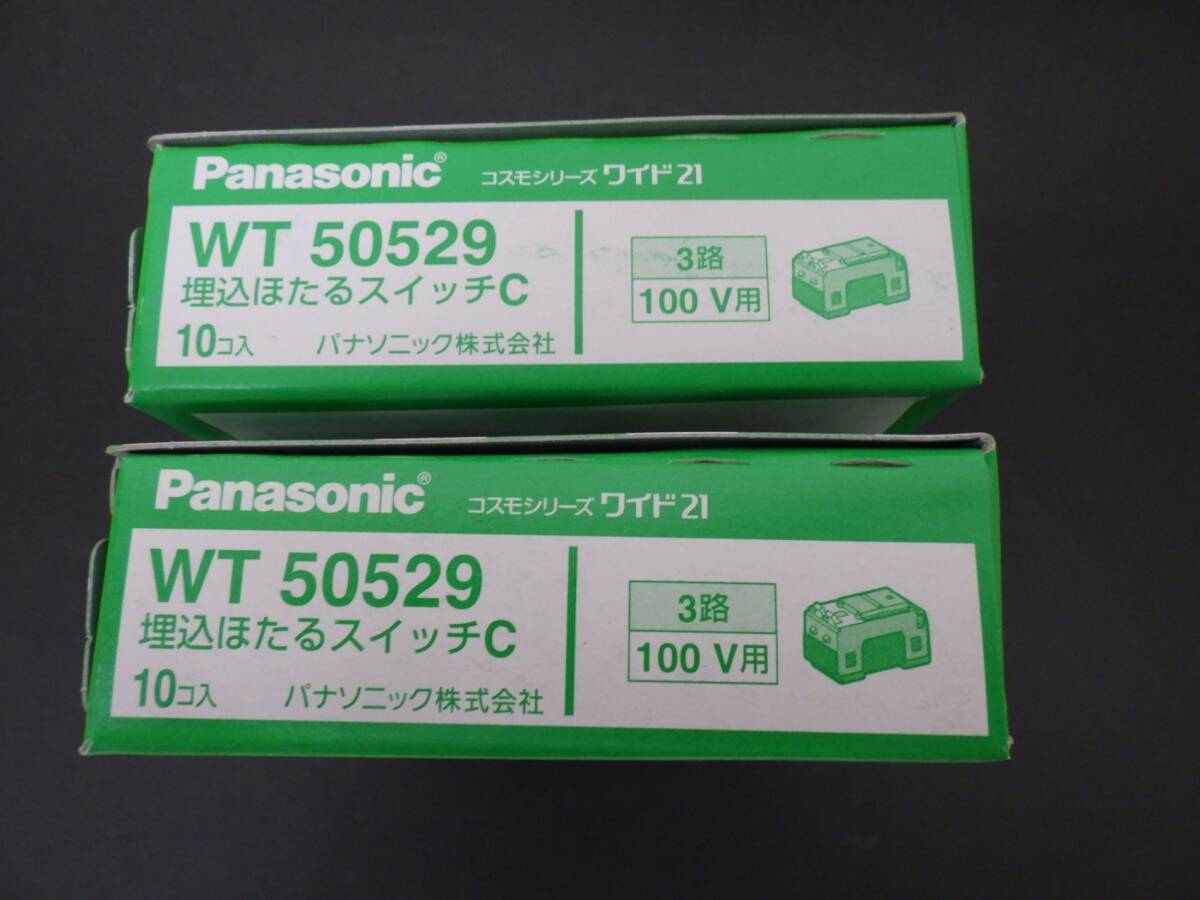 Panasonic® コスモシリーズ ワイド21
WT 50529
埋込ほたるスイッチC
10コ入 パナソニック株式会社
3路
100 V用
Panasonic® コスモシリーズ ワイド21
WT 50529
埋込ほたるスイッチC
10コ入 パナソニック株式会社
3路
100 V用